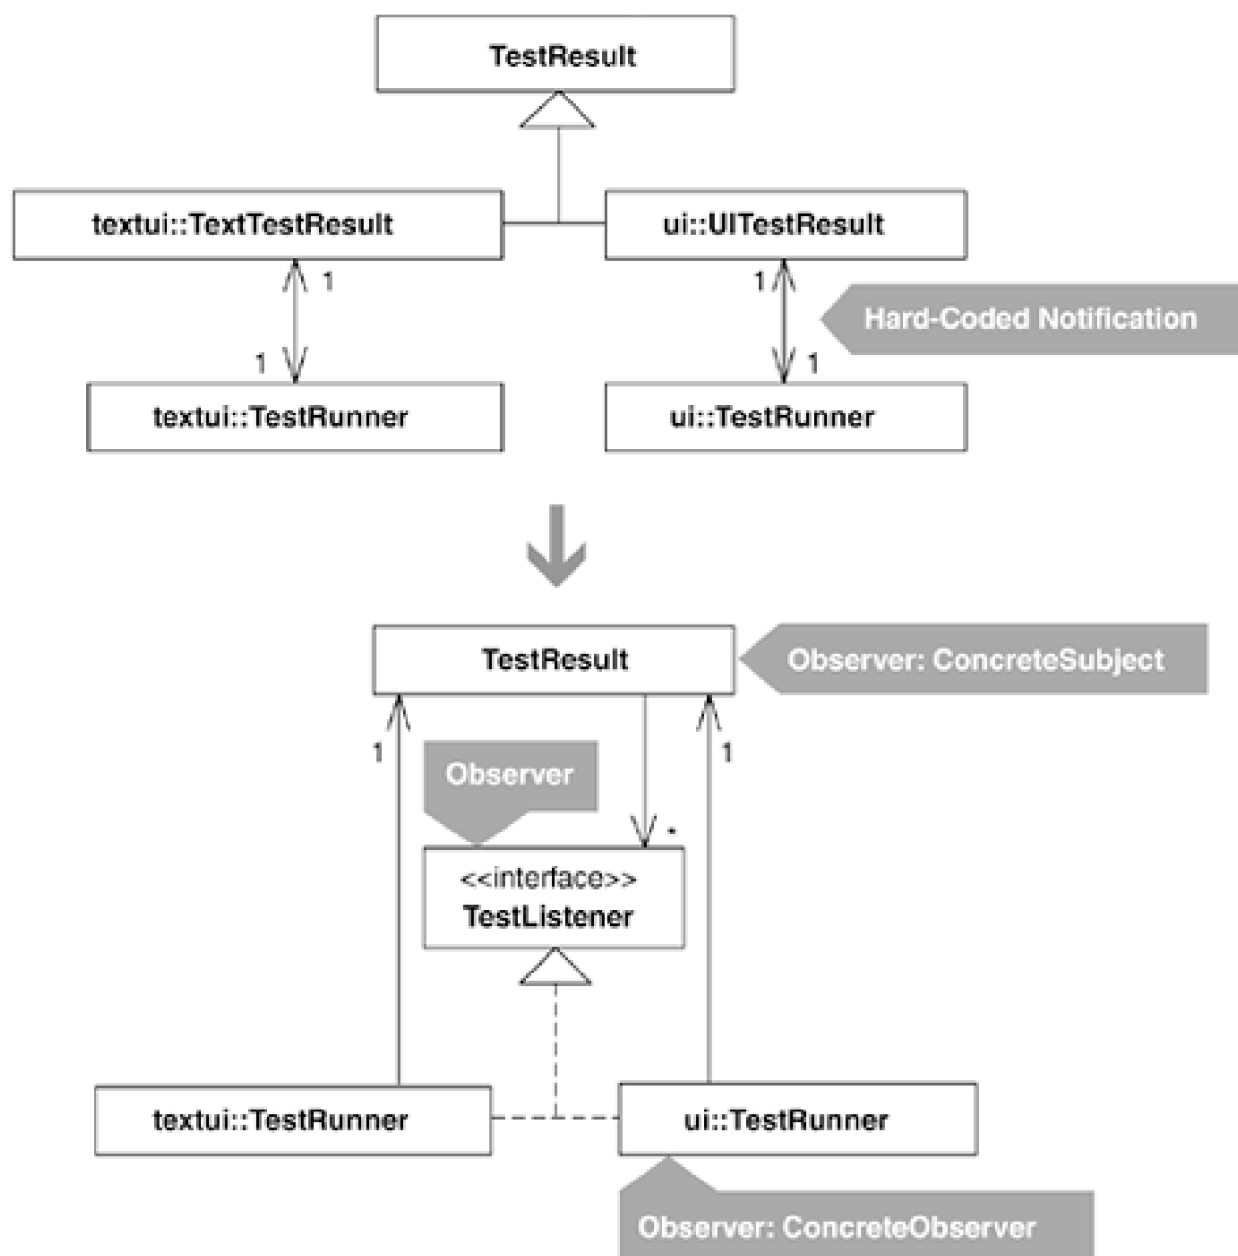 TestResult
textui::TextTestResult
ui::UITestResult
1
1
Hard-Coded Notification
1
1
textui::TestRunner
ui::TestRunner
TestResult
Observer: ConcreteSubject
1
1
Observer
*
<<interface>>
TestListener
textui::TestRunner
ui::TestRunner
Observer: ConcreteObserver